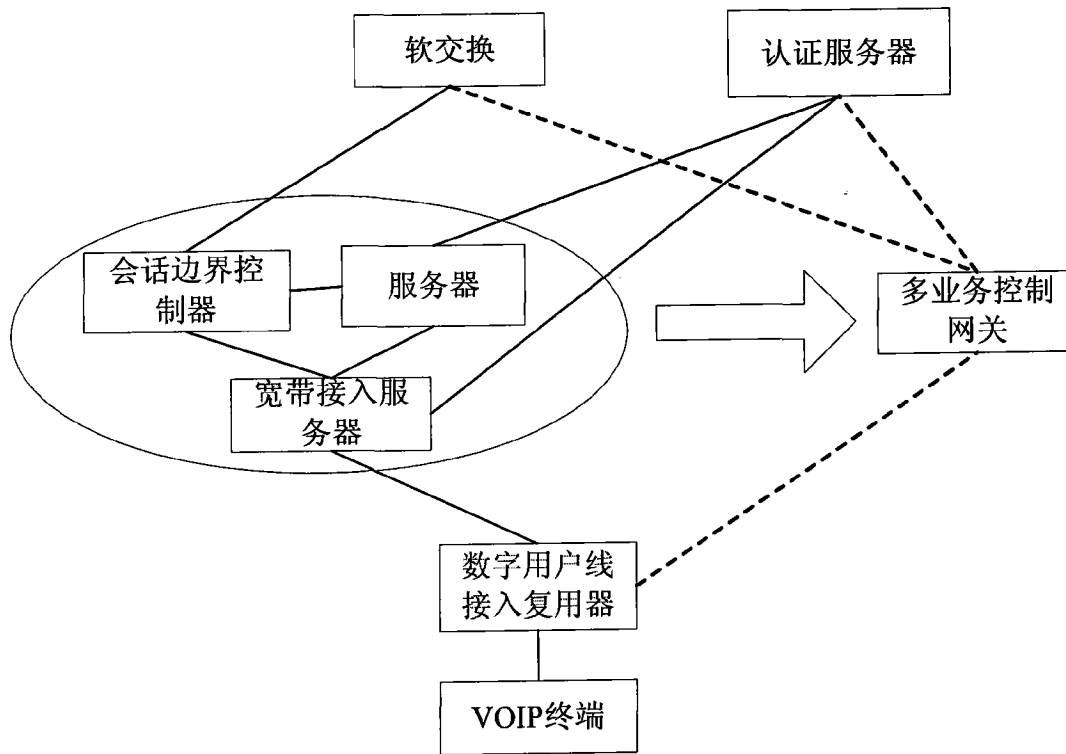 软交换
认证服务器
会话边界控
制器
服务器
多业务控制
网关
宽带接入服
务器
数字用户线
接入复用器
VOIP终端